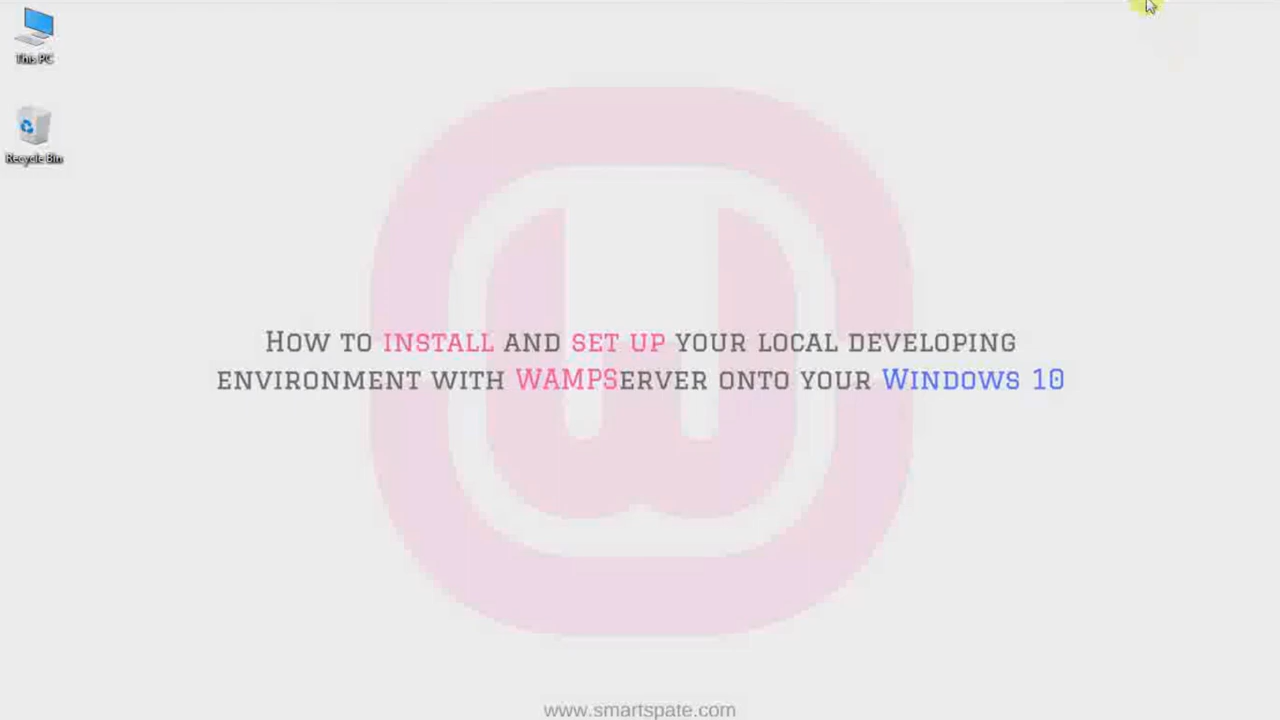 This PC
Recycle Bin
How to install and set up your local developing
environment with WAMPServer onto your Windows 10
www.smartspate.com